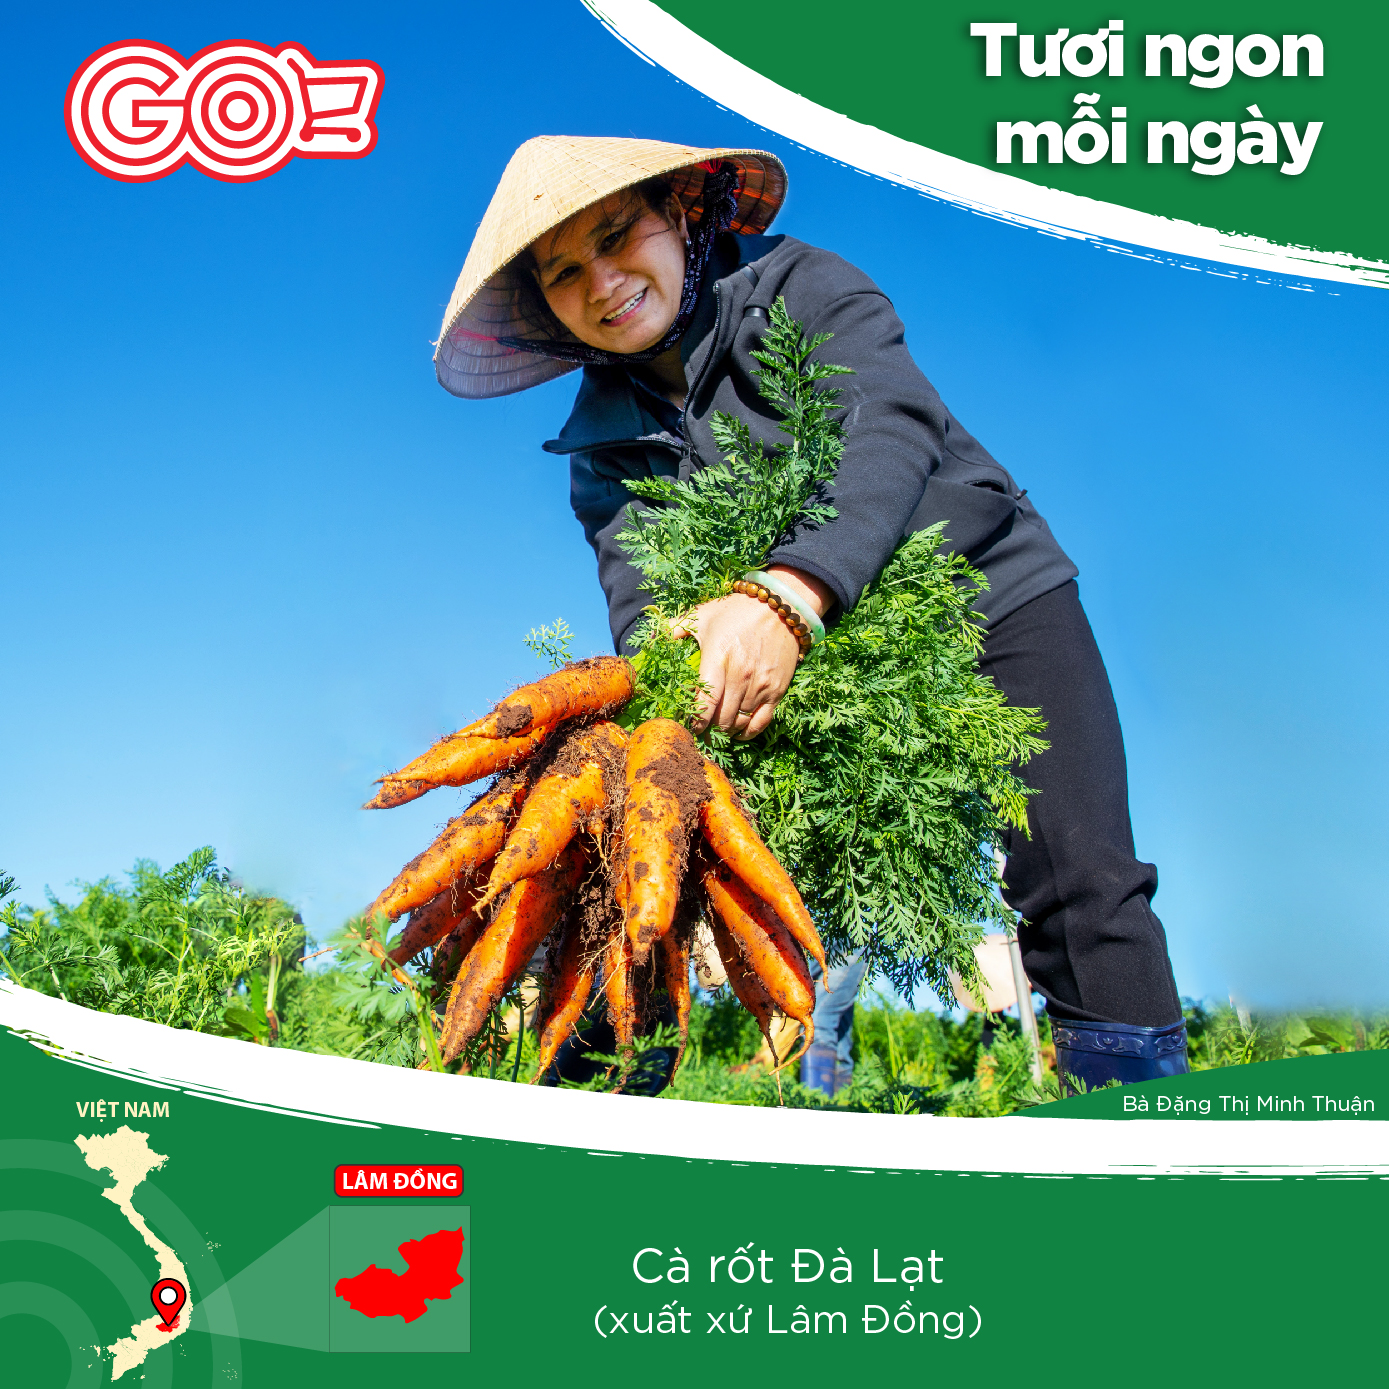 GO!
Tươi ngon
mỗi ngày
Bà Đặng Thị Minh Thuận
VIỆT NAM
LÂM ĐỒNG
Cà rốt Đà Lạt
(xuất xứ Lâm Đồng)